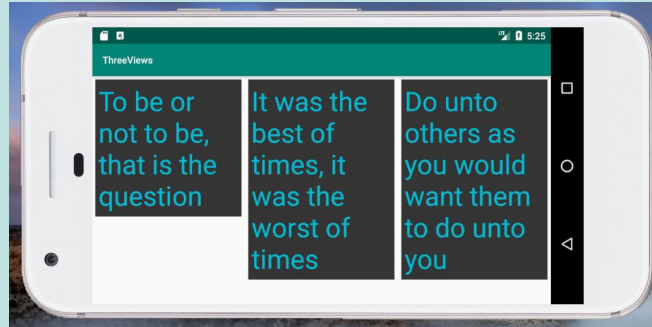 LTE 5:25
ThreeViews
To be or
not to be,
that is the
question
It was the
best of
times, it
was the
worst of
times
Do unto
others as
you would
want them
to do unto
you